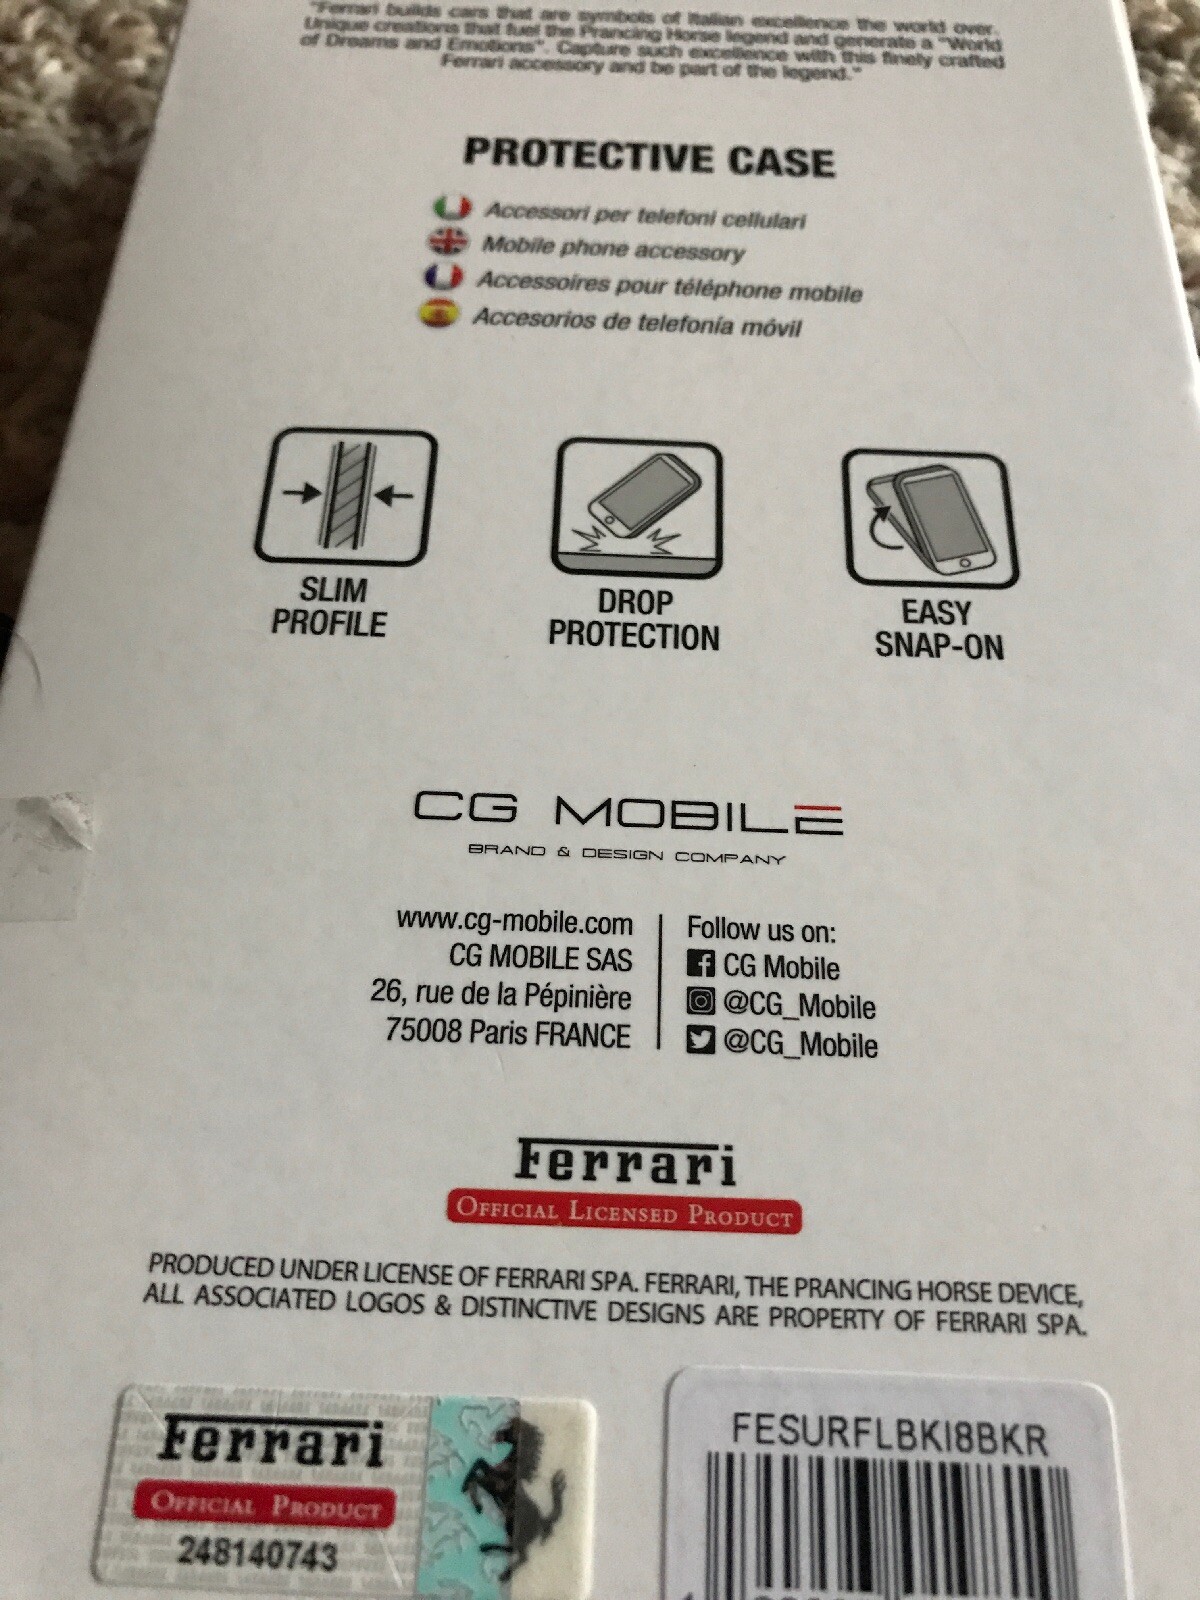 "Ferrari builds cars that are symbols of Italian excellence the world over.
Unique creations that fuel the Prancing Horse legend and generate a "World
of Dreams and Emotions". Capture such excellence with this finely crafted
Ferrari accessory and be part of the legend."
PROTECTIVE CASE
Accessori per telefoni cellulari
Mobile phone accessory
Accessoires pour téléphone mobile
Accesorios de telefonía móvil
SLIM
PROFILE
DROP
PROTECTION
EASY
SNAP-ON
CG MOBILE
BRAND & DESIGN COMPANY
www.cg-mobile.com
CG MOBILE SAS
26, rue de la Pépinière
75008 Paris FRANCE
Follow us on:
CG Mobile
@CG_Mobile
@CG_Mobile
Ferrari
OFFICIAL LICENSED PRODUCT
PRODUCED UNDER LICENSE OF FERRARI SPA. FERRARI, THE PRANCING HORSE DEVICE,
ALL ASSOCIATED LOGOS & DISTINCTIVE DESIGNS ARE PROPERTY OF FERRARI SPA.
Ferrari
OFFICIAL PRODUCT
248140743
FESURFLBKI8BKR